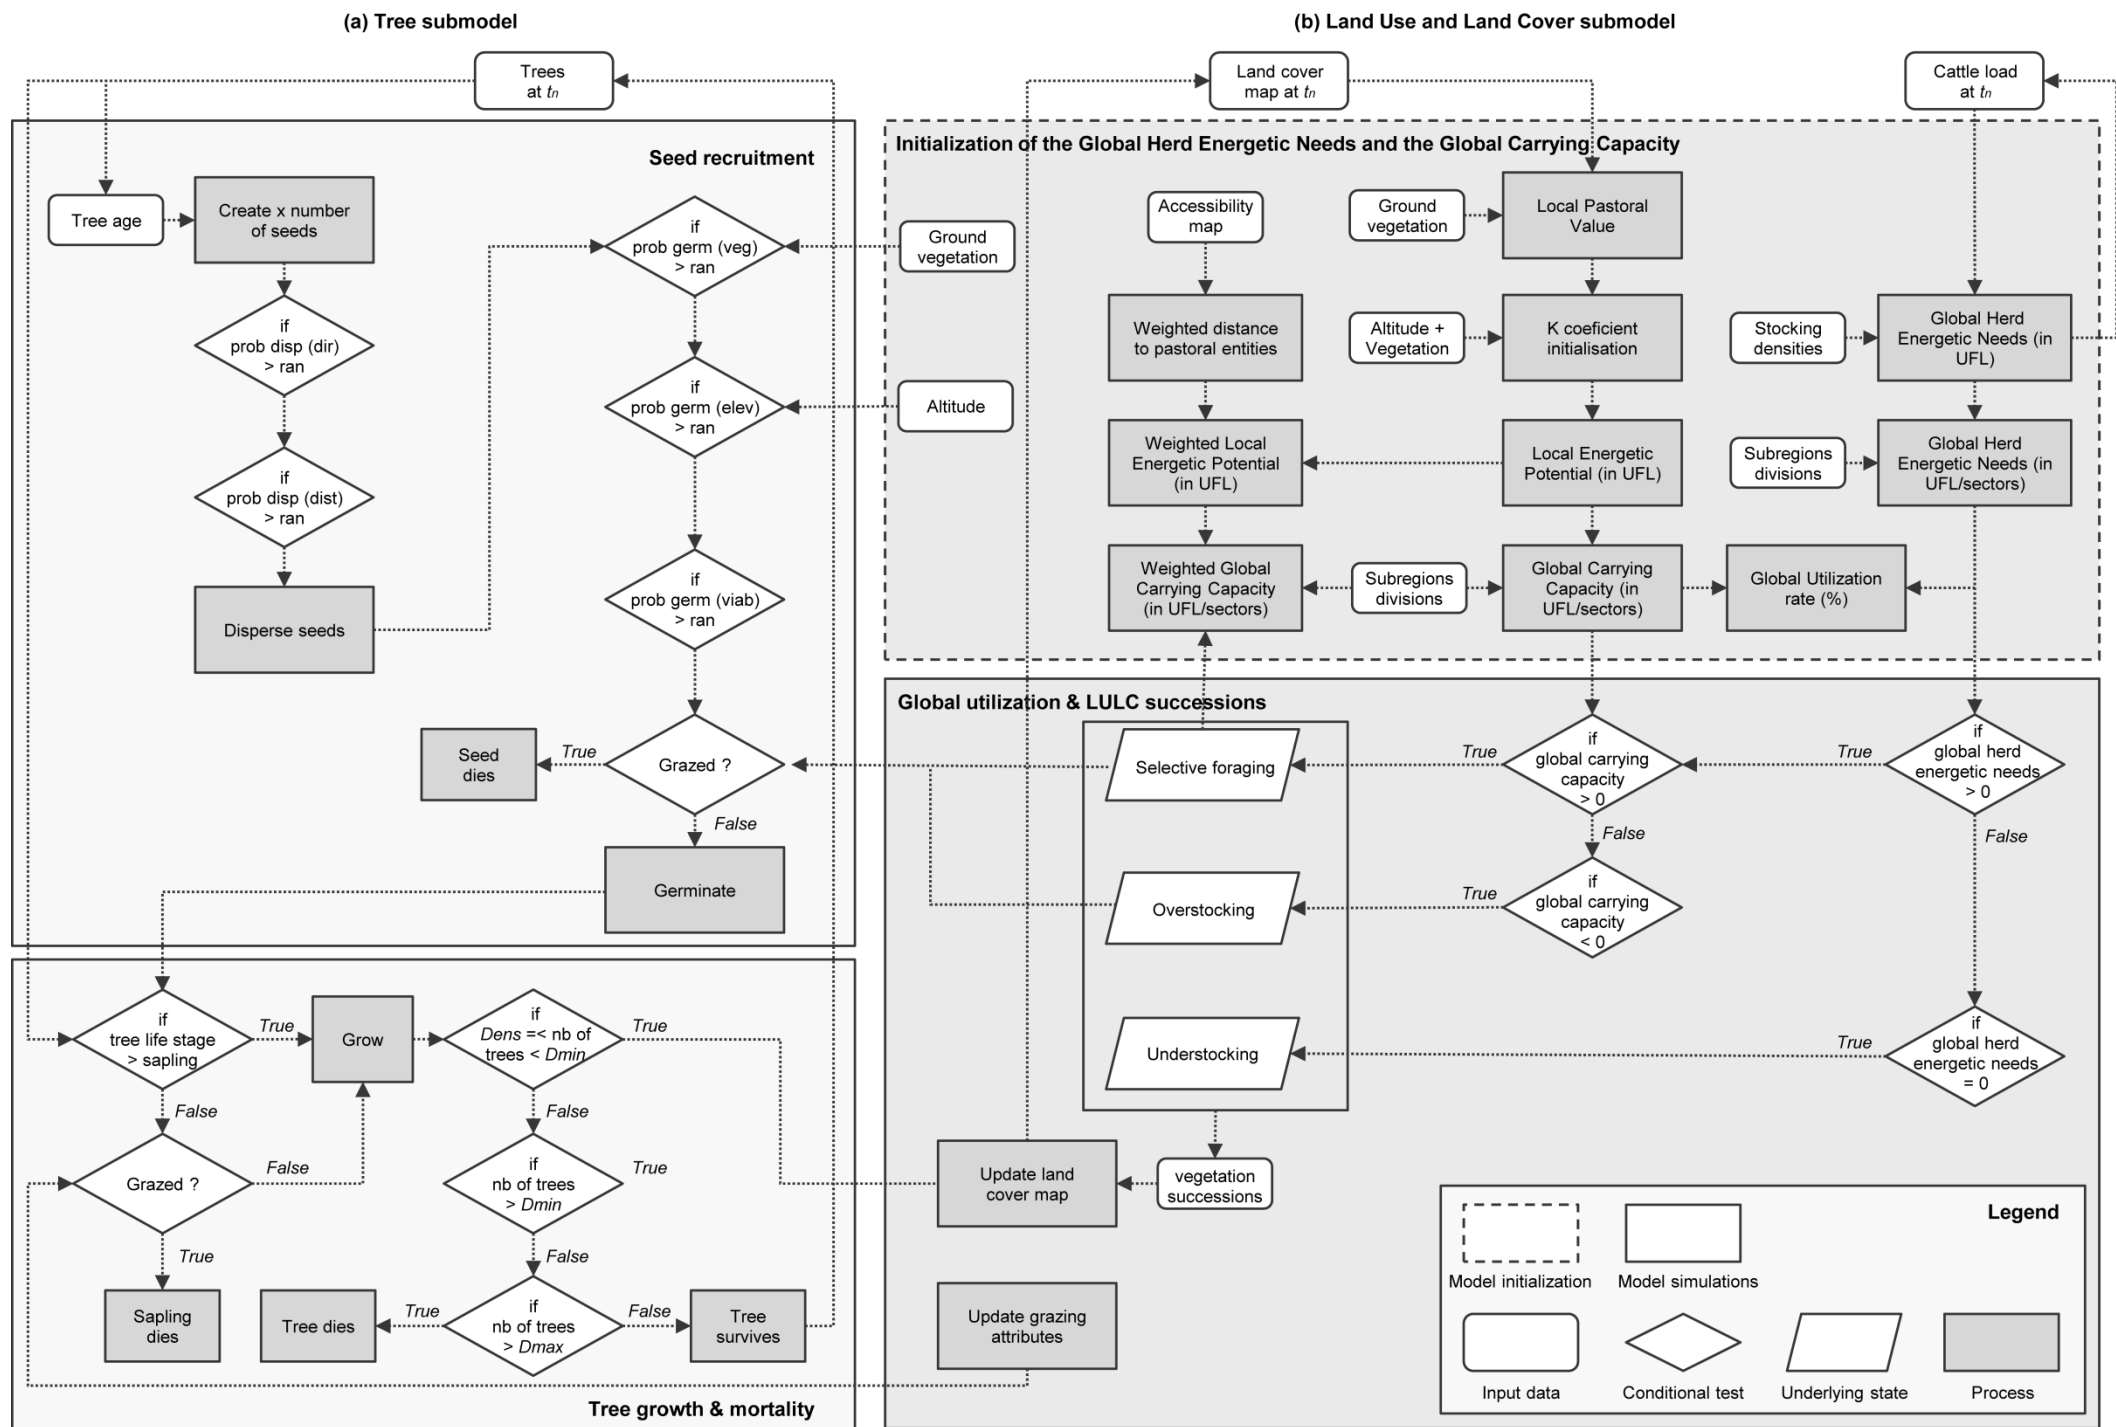 (a) Tree submodel
Trees
at tn
Seed recruitment
Tree age
Create x number
of seeds
if
prob disp (dir)
> ran
if
prob disp (dist)
> ran
Disperse seeds
if
prob germ (veg)
> ran
if
prob germ (elev)
> ran
if
prob germ (viab)
> ran
Grazed ?
True
Seed
dies
False
Germinate
Ground
vegetation
Altitude
if
tree life stage
> sapling
True
Grow
False
Grazed ?
False
True
Sapling
dies
if
Dens =< nb of
trees < Dmin
True
False
if
nb of trees
> Dmin
True
False
if
nb of trees
> Dmax
True
Tree dies
False
Tree
survives
Tree growth & mortality
(b) Land Use and Land Cover submodel
Land cover
map at tn
Cattle load
at tn
Initialization of the Global Herd Energetic Needs and the Global Carrying Capacity
Accessibility
map
Ground
vegetation
Local Pastoral
Value
Weighted distance
to pastoral entities
Altitude +
Vegetation
K coeficient
initialisation
Stocking
densities
Global Herd
Energetic Needs (in
UFL)
Weighted Local
Energetic Potential
(in UFL)
Local Energetic
Potential (in UFL)
Subregions
divisions
Global Herd
Energetic Needs (in
UFL/sectors)
Weighted Global
Carrying Capacity
(in UFL/sectors)
Subregions
divisions
Global Carrying
Capacity (in
UFL/sectors)
Global Utilization
rate (%)
Global utilization & LULC successions
Selective foraging
True
if
global carrying
capacity
> 0
True
if
global herd
energetic needs
> 0
False
False
Overstocking
True
if
global carrying
capacity
< 0
Understocking
True
if
global herd
energetic needs
= 0
Update land
cover map
vegetation
successions
Update grazing
attributes
Legend
Model initialization
Model simulations
Input data
Conditional test
Underlying state
Process